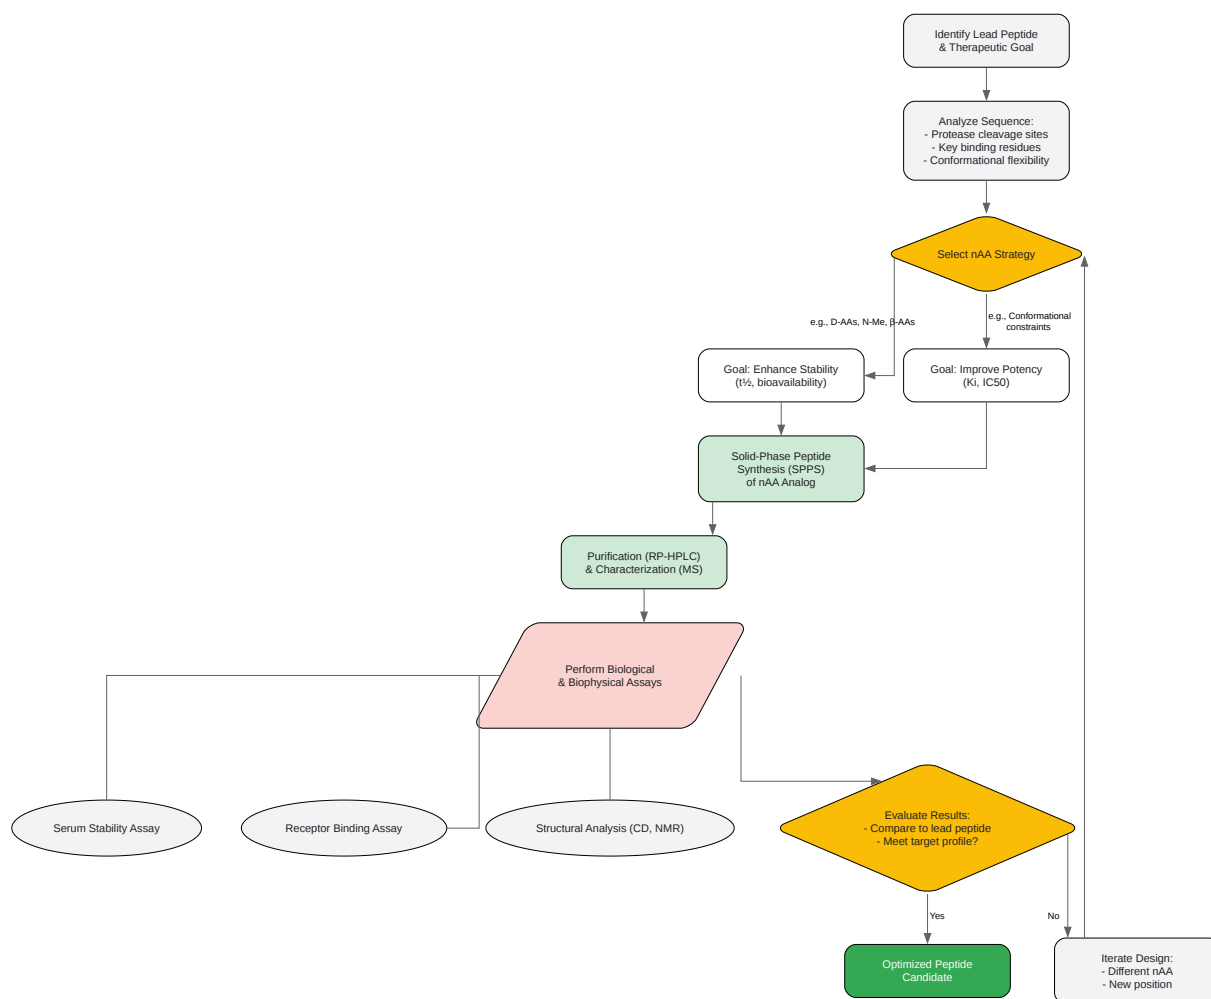 Identify Lead Peptide
& Therapeutic Goal
Analyze Sequence:
- Protease cleavage sites
- Key binding residues
- Conformational flexibility
Select nAA Strategy
e.g., D-AAs, N-Me, β-AAs
e.g., Conformational
constraints
Goal: Enhance Stability
(t½, bioavailability)
Goal: Improve Potency
(Ki, IC50)
Solid-Phase Peptide
Synthesis (SPPS)
of nAA Analog
Purification (RP-HPLC)
& Characterization (MS)
Perform Biological
& Biophysical Assays
Serum Stability Assay
Receptor Binding Assay
Structural Analysis (CD, NMR)
Evaluate Results:
- Compare to lead peptide
- Meet target profile?
Yes
No
Optimized Peptide
Candidate
Iterate Design:
- Different nAA
- New position